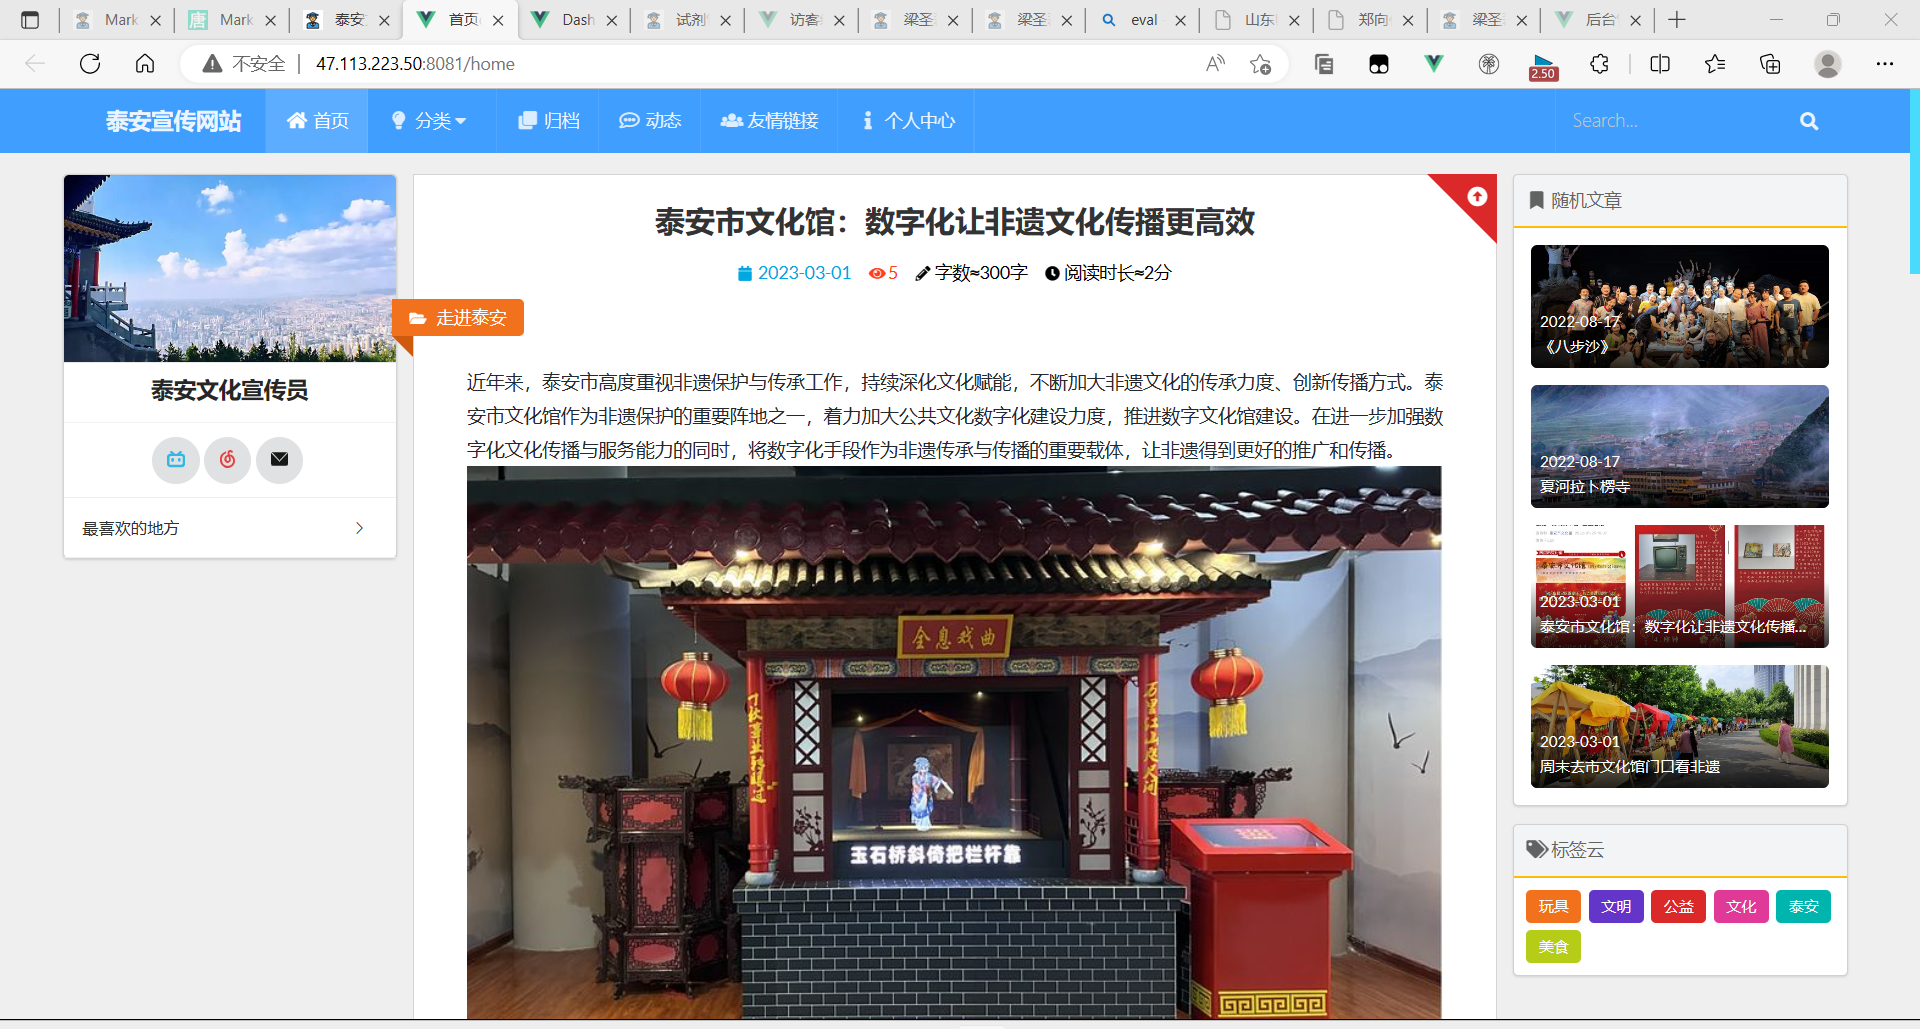 Mark
Mark
泰安
首页
Dash
试剂
访客
梁圣
梁圣
eval
山东
郑向
梁圣
后台
不安全
47.113.223.50:8081/home
2.50
泰安宣传网站
首页
分类
归档
动态
友情链接
个人中心
Search...
泰安文化宣传员
最喜欢的地方
泰安市文化馆：数字化让非遗文化传播更高效
2023-03-01 5 字数≈300字 阅读时长≈2分
走进泰安
近年来，泰安市高度重视非遗保护与传承工作，持续深化文化赋能，不断加大非遗文化的传承力度、创新传播方式。泰
安市文化馆作为非遗保护的重要阵地之一，着力加大公共文化数字化建设力度，推进数字文化馆建设。在进一步加强数
字化文化传播与服务能力的同时，将数字化手段作为非遗传承与传播的重要载体，让非遗得到更好的推广和传播。
全息戏曲
万里江山咫尺间
玉石桥斜倚把栏杆靠
随机文章
2022-08-17
《八步沙》
2022-08-17
夏河拉卜楞寺
2023-03-01
泰安市文化馆：数字化让非遗文化传播...
2023-03-01
周末去市文化馆门口看非遗
标签云
玩具
文明
公益
文化
泰安
美食